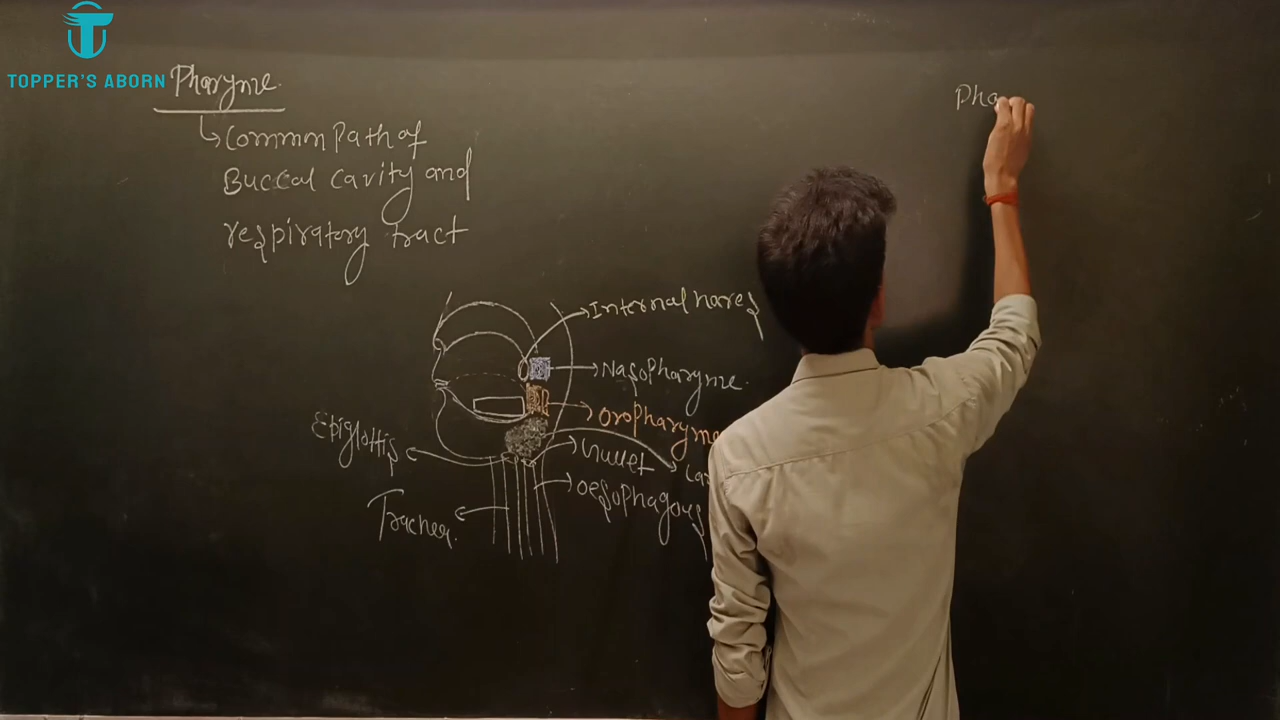 TOPPER'S ABORN
Pharynx.
Common Path of
Buccal cavity and
respiratory tract
Internal nares
Nasopharynx.
Oropharynx
Epiglottis
Gullet
Oesophagous
Trachea.
Pha